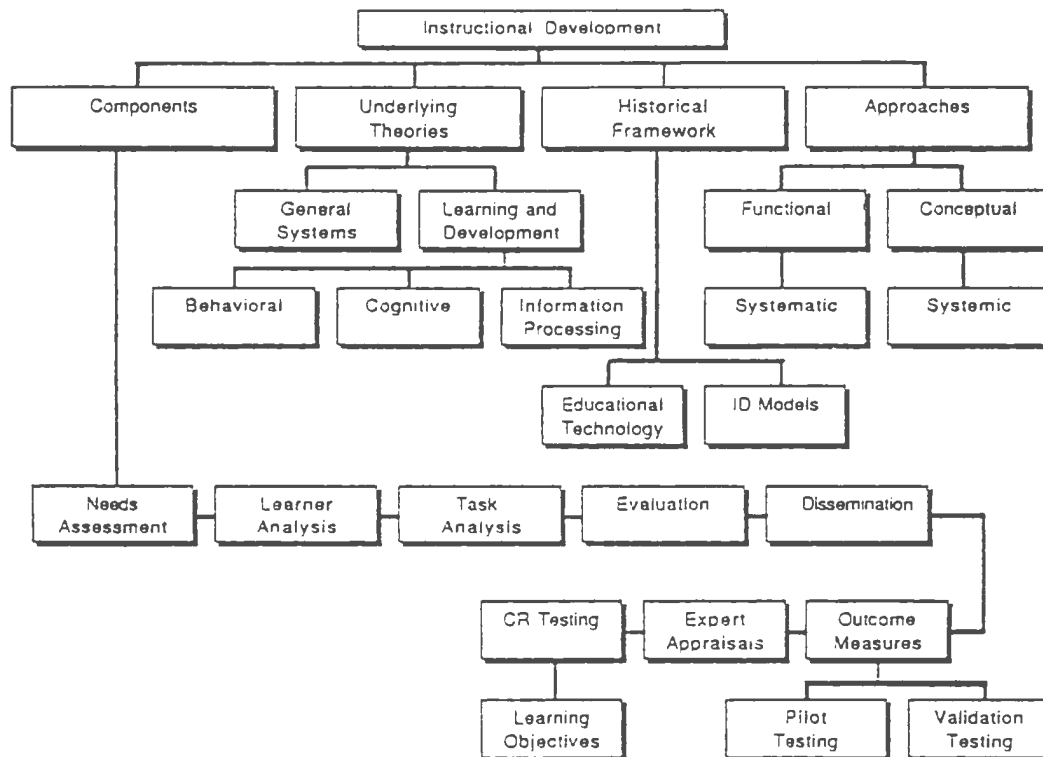 Instructional Development
Components
Underlying
Theories
Historical
Framework
Approaches
General
Systems
Learning and
Development
Functional
Conceptual
Behavioral
Cognitive
Information
Processing
Systematic
Systemic
Educational
Technology
ID Models
Needs
Assessment
Learner
Analysis
Task
Analysis
Evaluation
Dissemination
CR Testing
Expert
Appraisals
Outcome
Measures
Learning
Objectives
Pilot
Testing
Validation
Testing